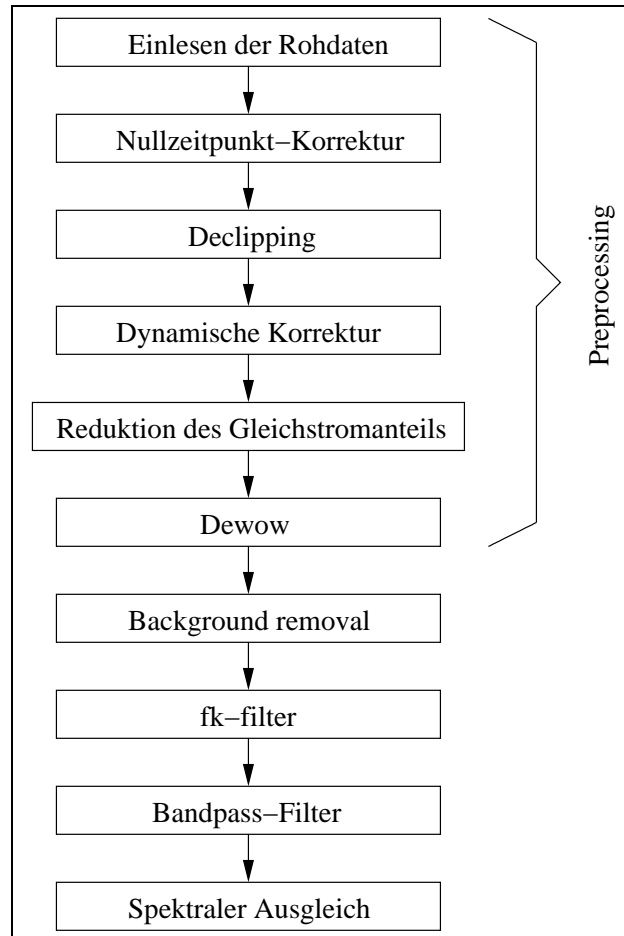 Einlesen der Rohdaten
Nullzeitpunkt−Korrektur
Declipping
Dynamische Korrektur
Reduktion des Gleichstromanteils
Dewow
Background removal
fk−filter
Bandpass−Filter
Spektraler Ausgleich
Preprocessing